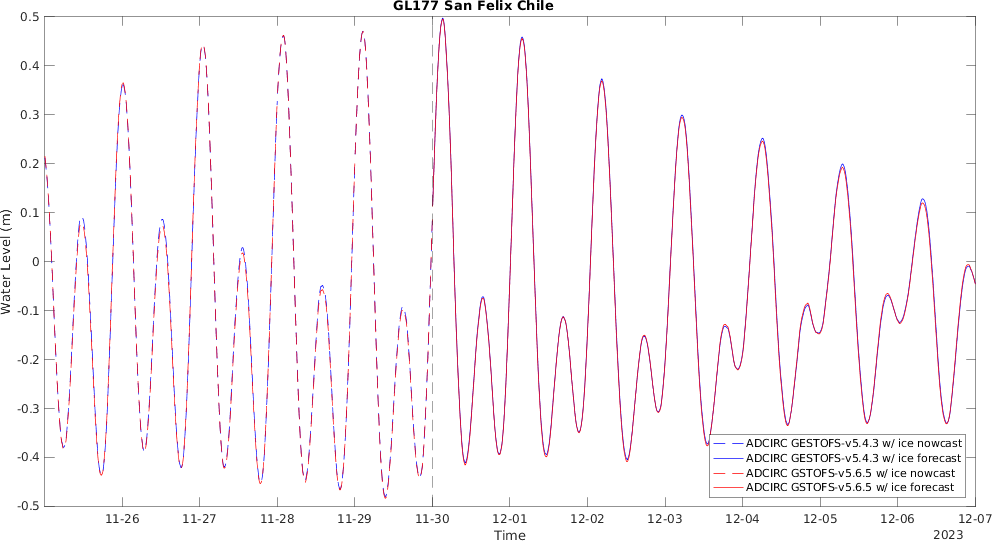 GL177 San Felix Chile
0.5
0.4
0.3
0.2
0.1
0
-0.1
-0.2
-0.3
-0.4
-0.5
Water Level (m)
ADCIRC GESTOFS-v5.4.3 w/ ice nowcast
ADCIRC GESTOFS-v5.4.3 w/ ice forecast
ADCIRC GSTOFS-v5.6.5 w/ ice nowcast
ADCIRC GSTOFS-v5.6.5 w/ ice forecast
11-26 11-27 11-28 11-29 11-30 12-01 12-02 12-03 12-04 12-05 12-06 12-07
Time
2023